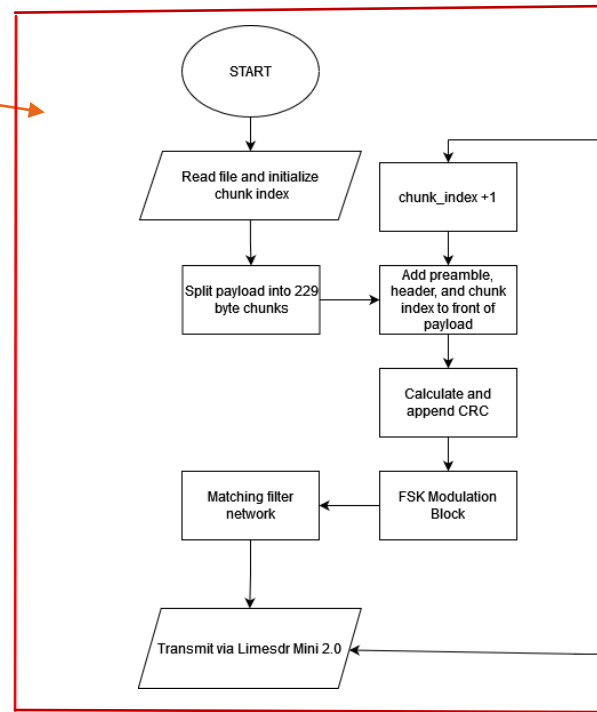 START
Read file and initialize
chunk index
chunk_index +1
Split payload into 229
byte chunks
Add preamble,
header, and chunk
index to front of
payload
Calculate and
append CRC
Matching filter
network
FSK Modulation
Block
Transmit via Limesdr Mini 2.0